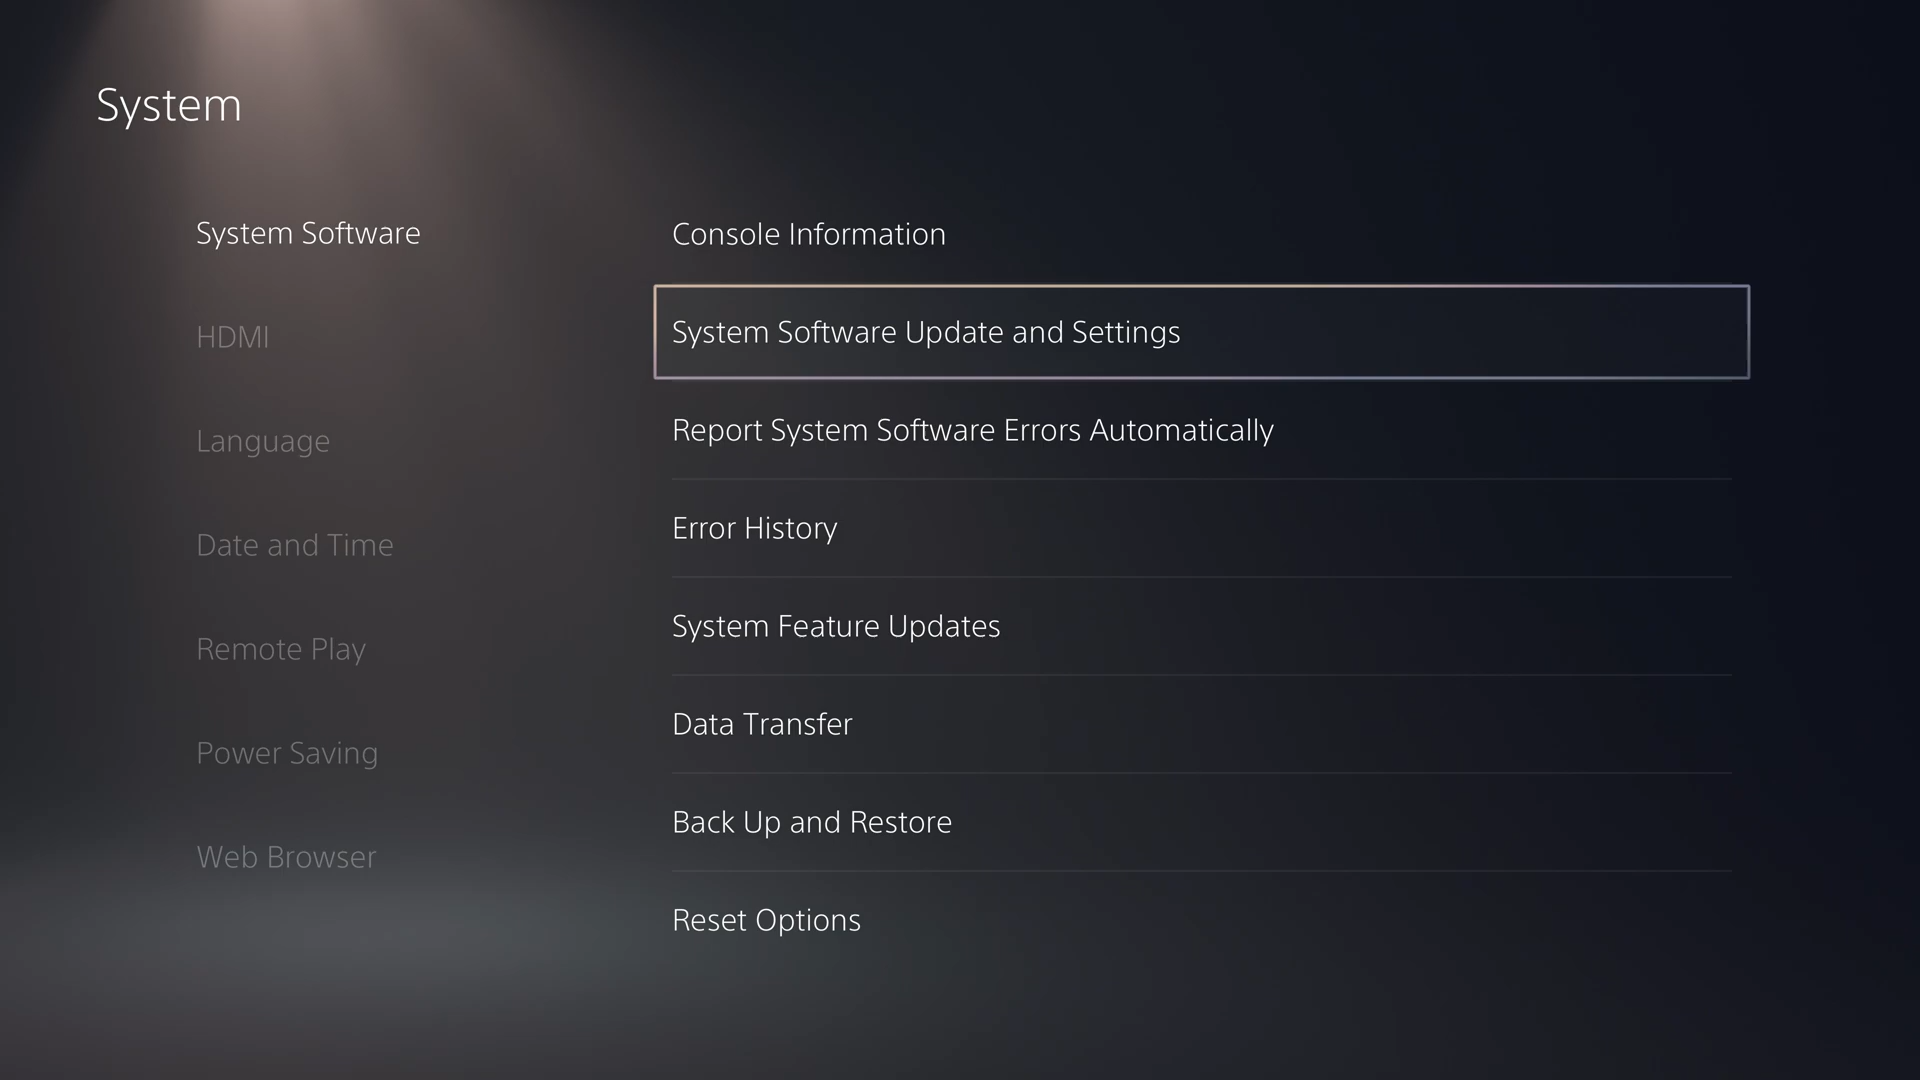 System
System Software
HDMI
Language
Date and Time
Remote Play
Power Saving
Web Browser
Console Information
System Software Update and Settings
Report System Software Errors Automatically
Error History
System Feature Updates
Data Transfer
Back Up and Restore
Reset Options